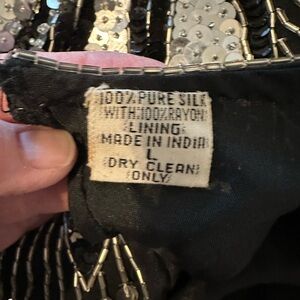 100% PURE SILK
WITH 100% RAYON
LINING
MADE IN INDIA
L
DRY CLEAN
ONLY